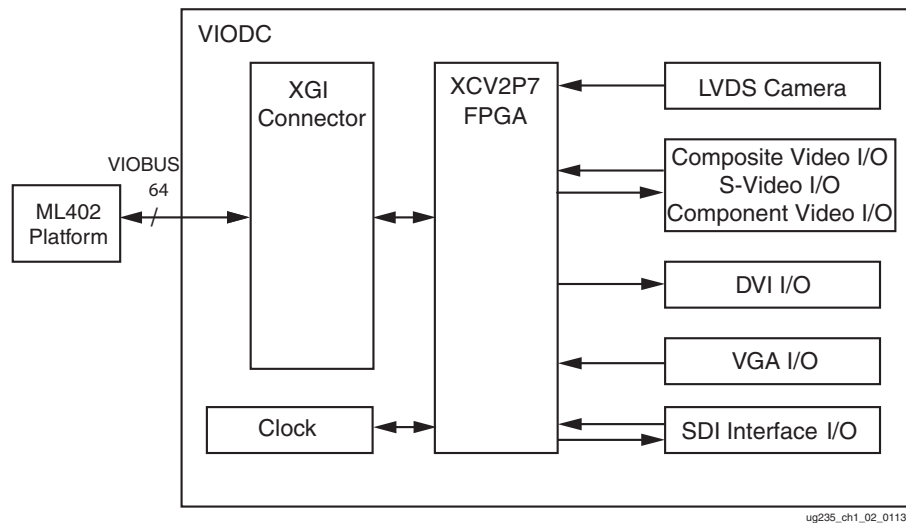 VIODC
XGI
Connector
XCV2P7
FPGA
LVDS Camera
Composite Video I/O
S-Video I/O
Component Video I/O
VIOBUS
64
ML402
Platform
DVI I/O
VGA I/O
Clock
SDI Interface I/O
ug235_ch1_02_0113